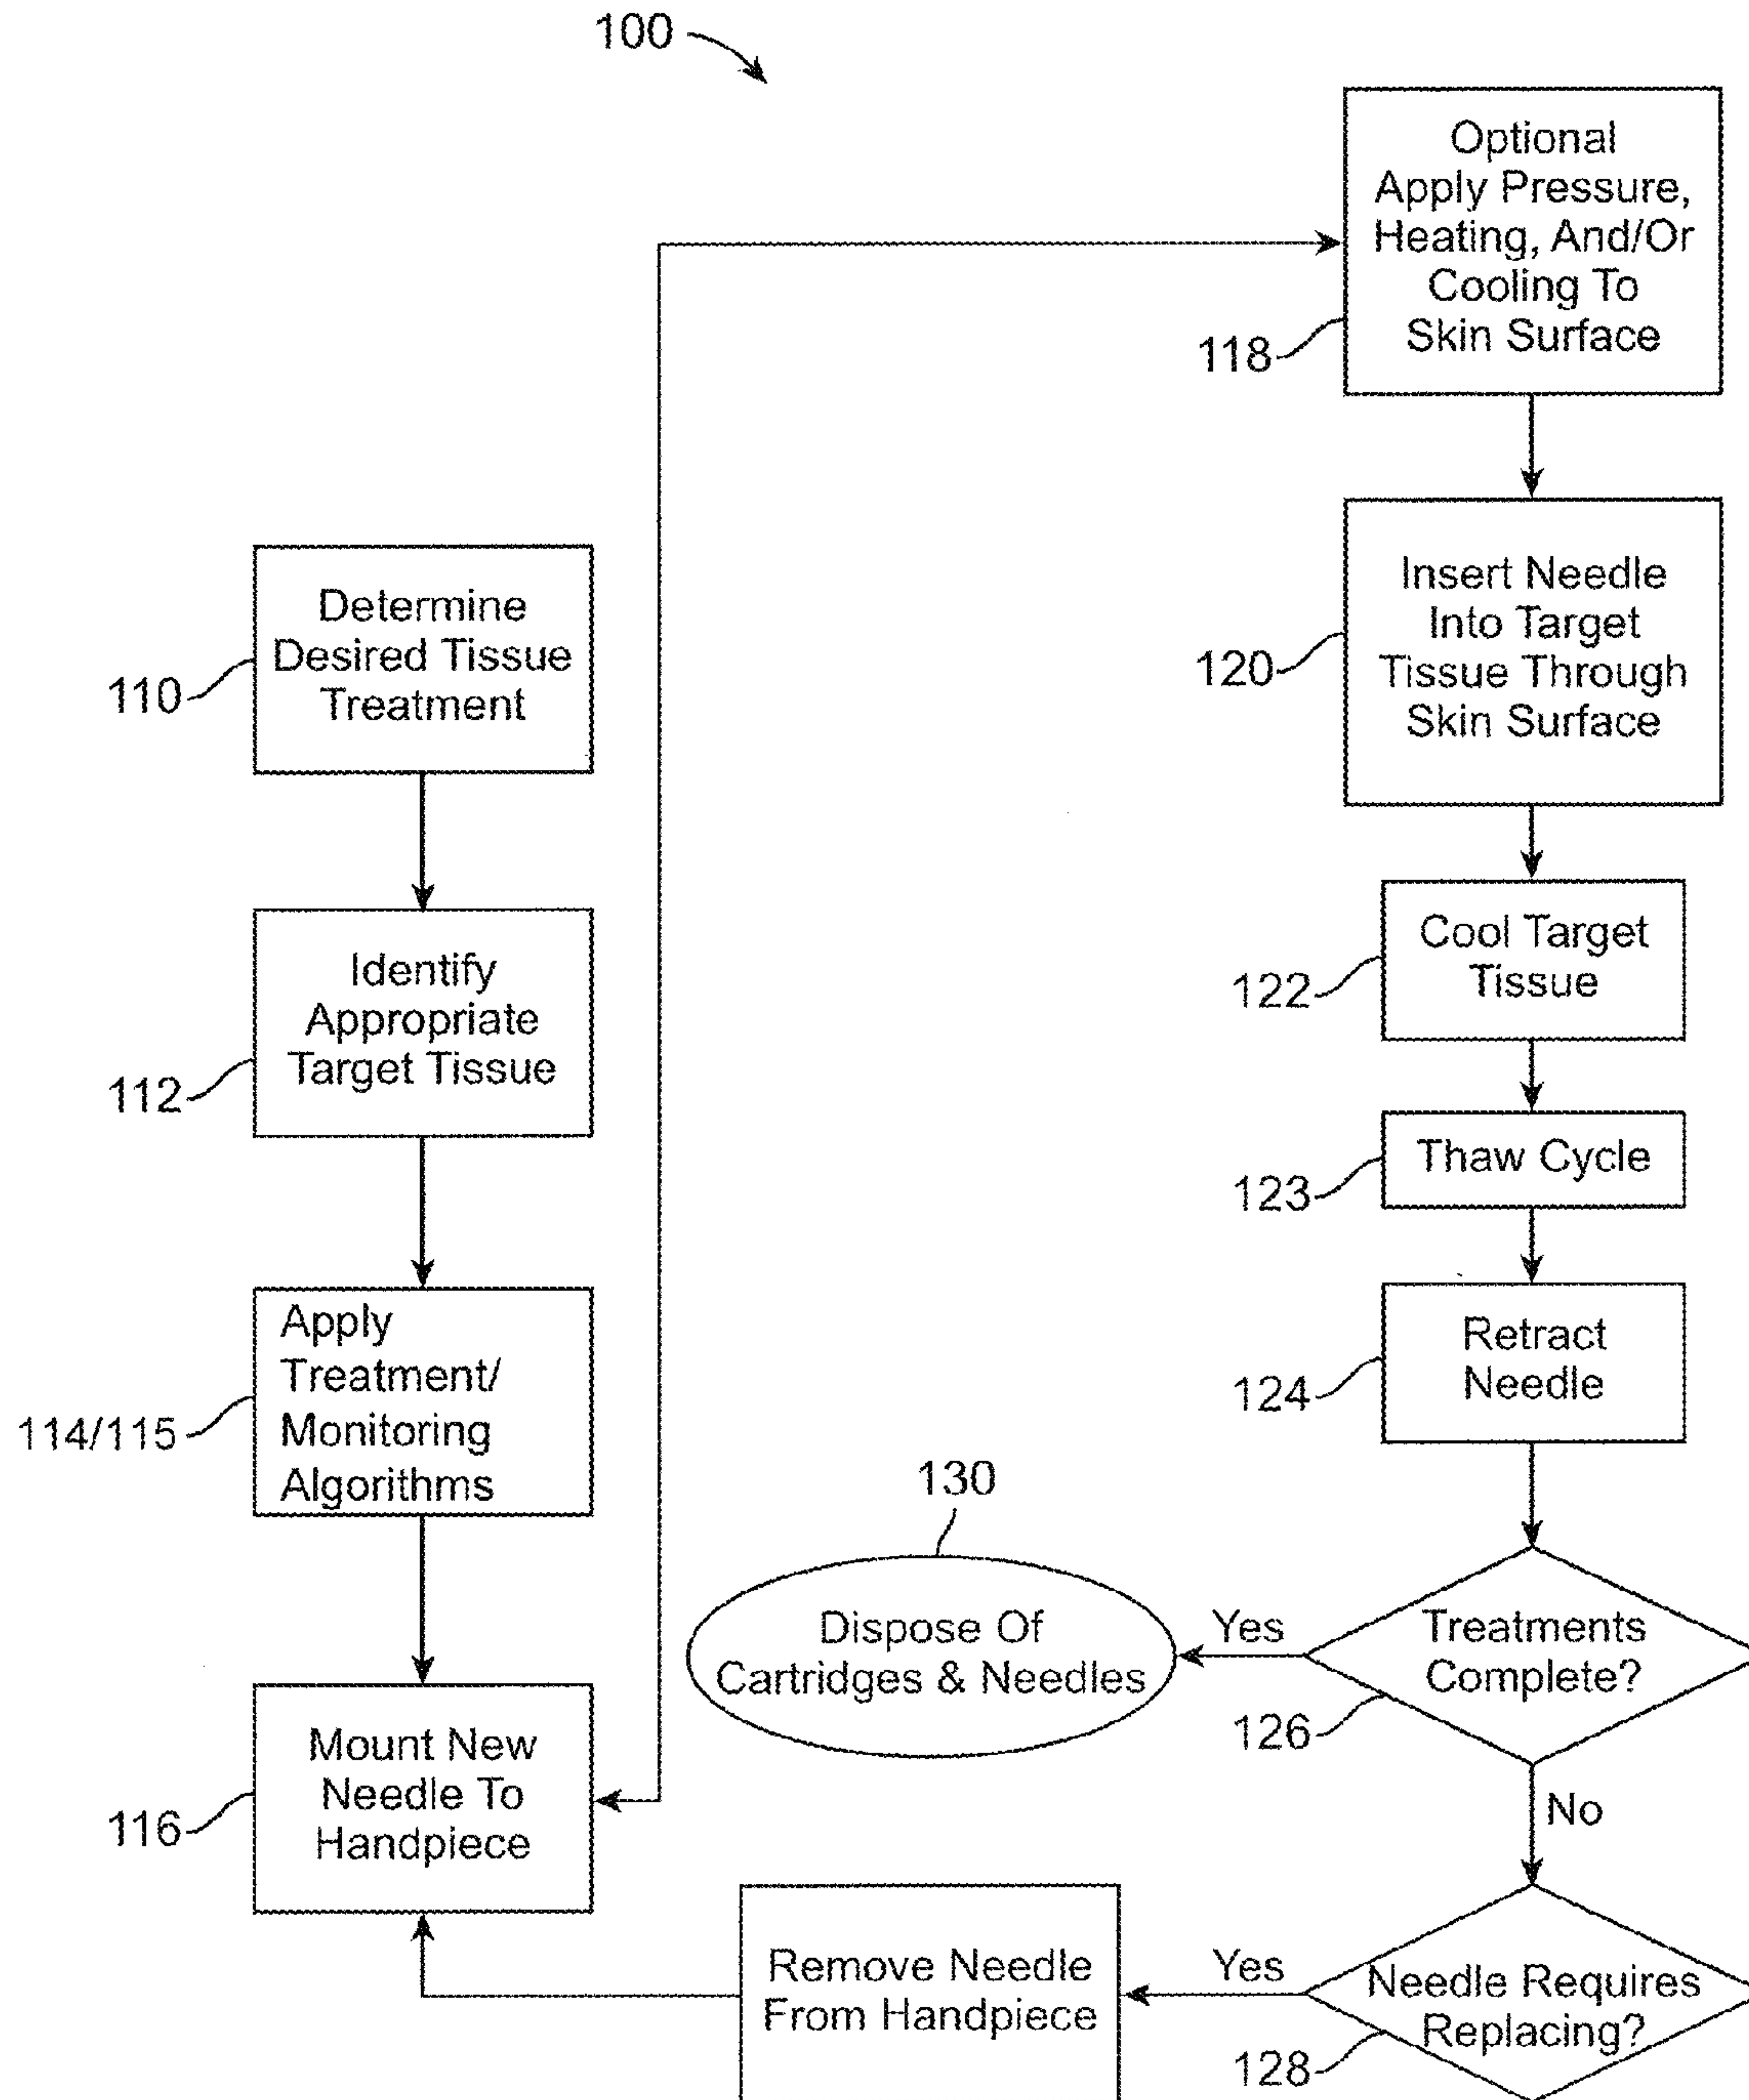 100
Determine
Desired Tissue
Treatment
110
Identify
Appropriate
Target Tissue
112
Apply
Treatment/
Monitoring
Algorithms
114/115
Mount New
Needle To
Handpiece
116
Optional
Apply Pressure,
Heating, And/Or
Cooling To
Skin Surface
118
Insert Needle
Into Target
Tissue Through
Skin Surface
120
Cool Target
Tissue
122
Thaw Cycle
123
Retract
Needle
124
Treatments
Complete?
126
Yes
130
Dispose Of
Cartridges & Needles
No
Needle Requires
Replacing?
128
Yes
Remove Needle
From Handpiece